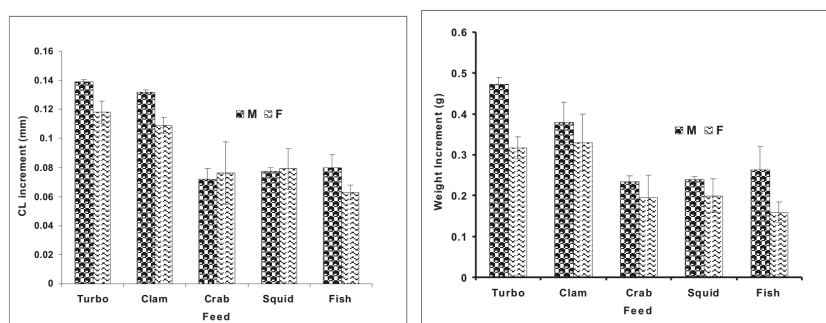 0.16
0.14
0.12
0.1
0.08
0.06
0.04
0.02
0
CL increment (mm)
M F
Turbo Clam Crab Squid Fish
Feed
0.6
0.5
0.4
0.3
0.2
0.1
0
Weight Increment (g)
M F
Turbo Clam Crab Squid Fish
Feed